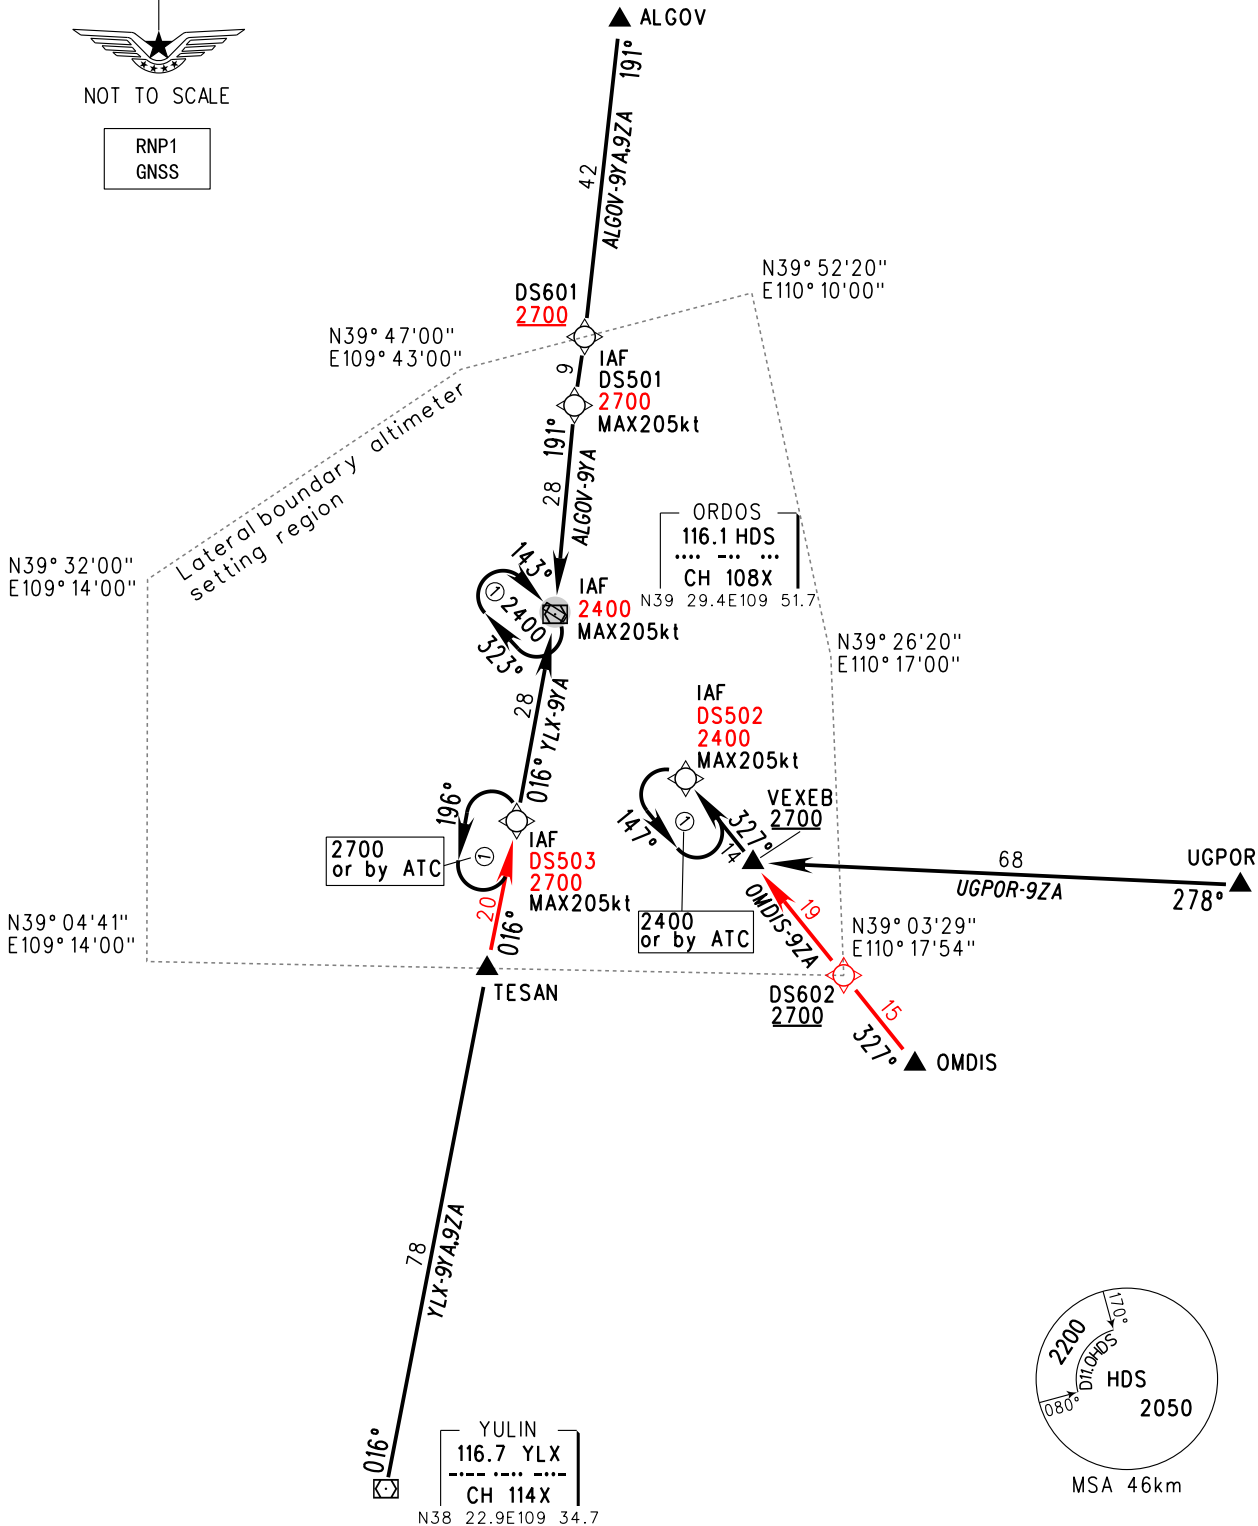 ALGOV
191°
NOT TO SCALE
RNP1
GNSS
42
ALGOV-9YA,9ZA
N39°52'20"
E110°10'00"
DS601
2700
N39°47'00"
E109°43'00"
9
IAF
DS501
2700
MAX205kt
Lateral boundary altimeter
setting region
191°
28
ALGOV-9YA
ORDOS
116.1 HDS
···· -·· ···
CH 108X
N39 29.4E109 51.7
N39°32'00"
E109°14'00"
143°
① 2400
323°
IAF
2400
MAX205kt
N39°26'20"
E110°17'00"
28
016° YLX-9YA
IAF
DS502
2400
MAX205kt
196°
①
2700
or by ATC
IAF
DS503
2700
MAX205kt
147°
①
327°
14
VEXEB
2700
68
UGPOR-9ZA
UGPOR
278°
20
016°
2400
or by ATC
OMDIS-9ZA
19
N39°04'41"
E109°14'00"
N39°03'29"
E110°17'54"
TESAN
DS602
2700
15
327°
OMDIS
78
YLX-9YA,9ZA
016°
YULIN
116.7 YLX
-·-- ·-·· -··-
CH 114X
N38 22.9E109 34.7
170°
2200
D11.0HDS
HDS
080°
2050
MSA 46km